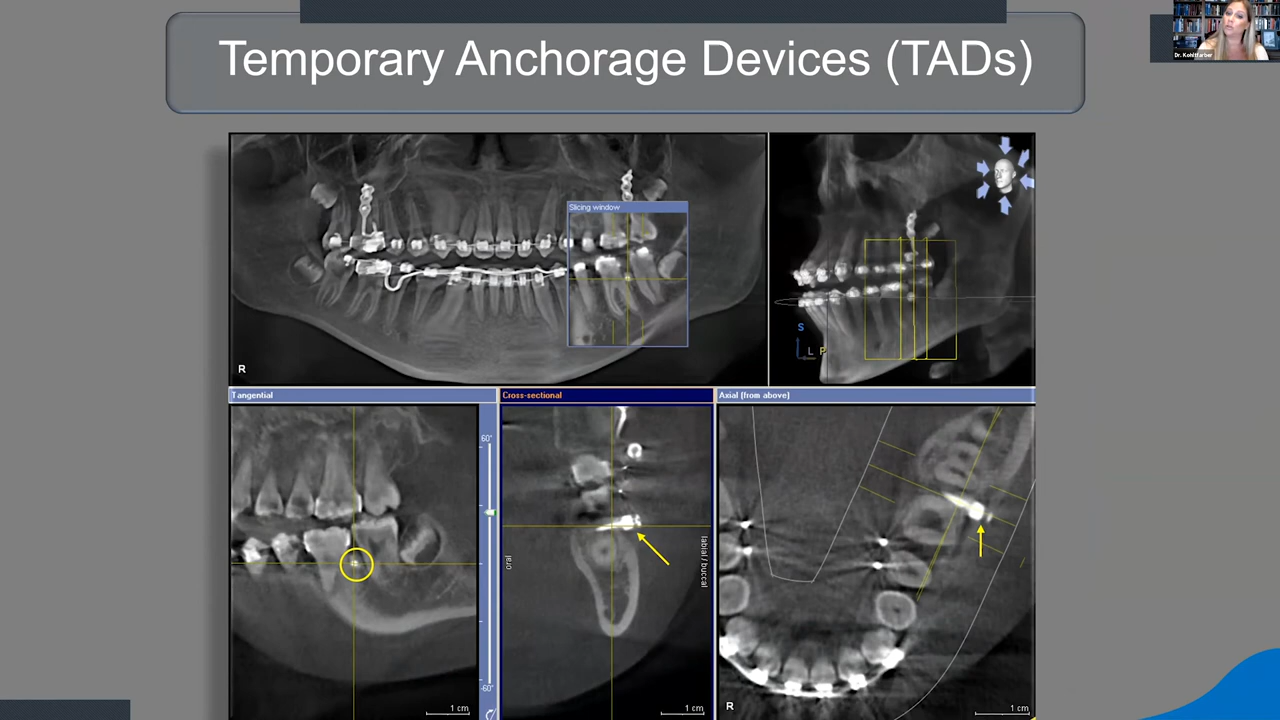 Temporary Anchorage Devices (TADs)
Dr. Kohltfarber
Slicing window
R
S
L P
Tangential
Cross-sectional
Axial (from above)
60°
oral
labial / buccal
-60°
1 cm
1 cm
R
1 cm